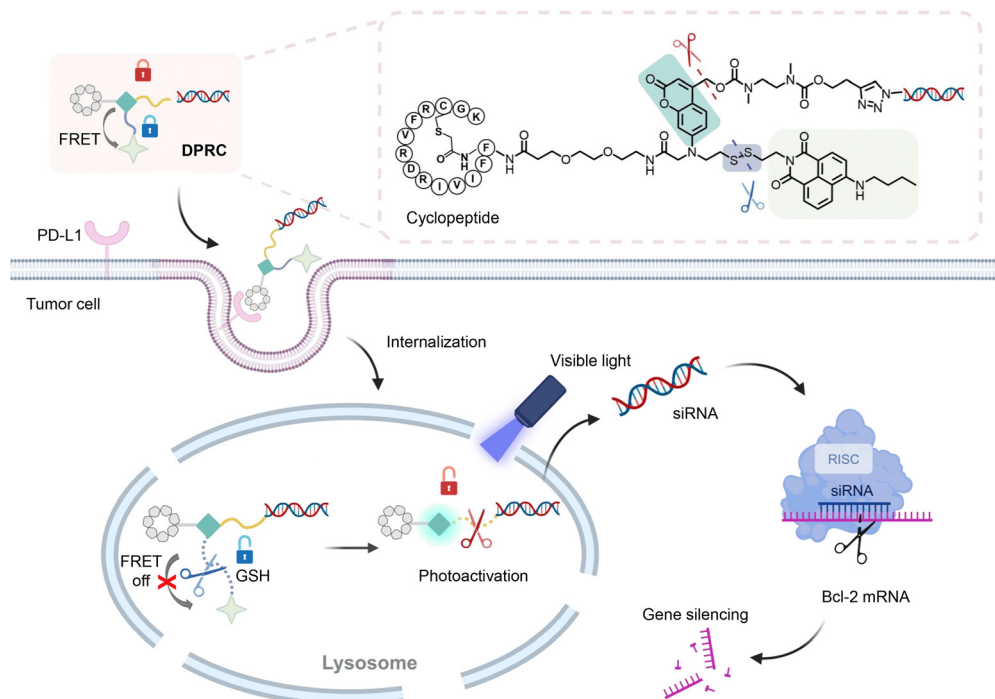 FRET
DPRC
O
O
O
O
N
N
O
O
N
N
N
G
C
R
F
V
R
D
R
I
V
I
F
F
K
S
O
N
H
N
H
O
O
O
N
H
O
N
S
S
N
O
O
N
H
Cyclopeptide
PD-L1
Tumor cell
Internalization
Visible light
siRNA
RISC
siRNA
FRET
off
GSH
Photoactivation
Bcl-2 mRNA
Gene silencing
Lysosome